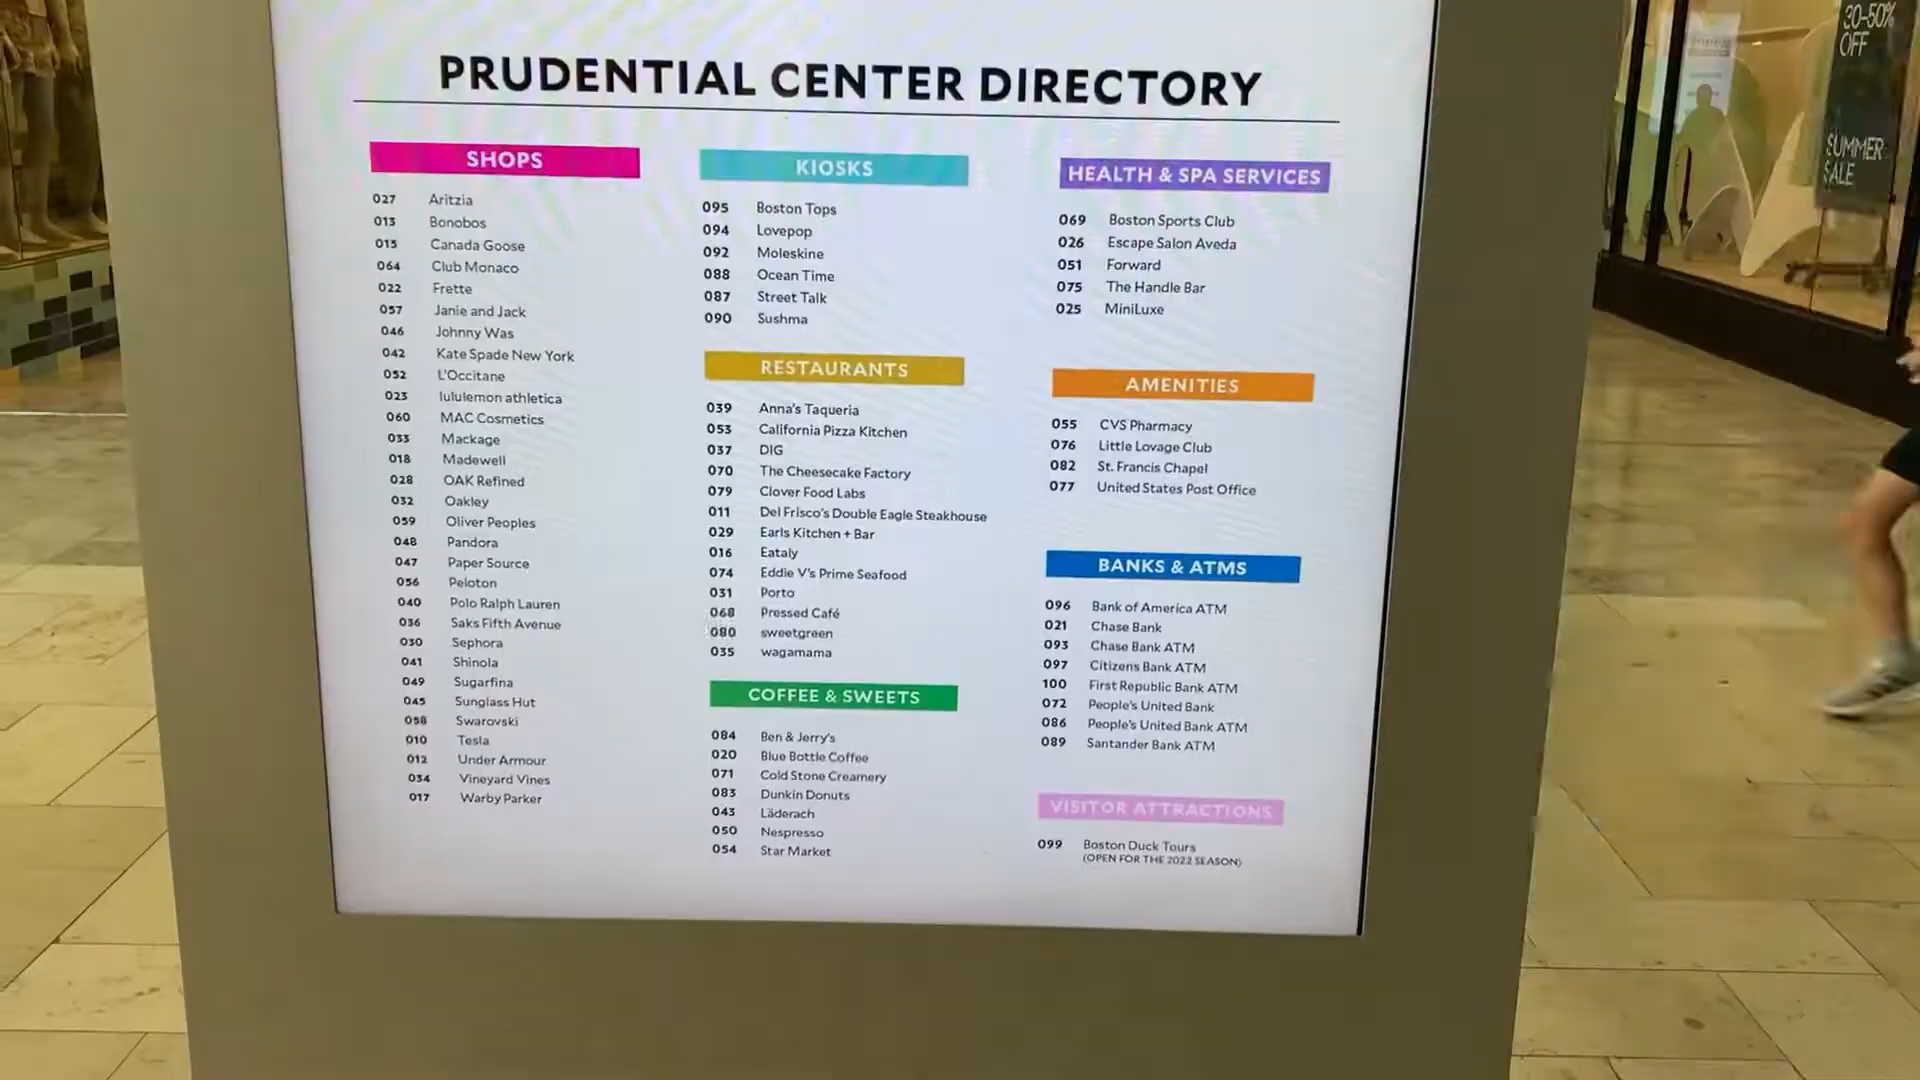 PRUDENTIAL CENTER DIRECTORY
SHOPS
027 Aritzia
013 Bonobos
015 Canada Goose
064 Club Monaco
022 Frette
057 Janie and Jack
046 Johnny Was
042 Kate Spade New York
052 L'Occitane
023 lululemon athletica
060 MAC Cosmetics
033 Mackage
018 Madewell
028 OAK Refined
032 Oakley
059 Oliver Peoples
048 Pandora
047 Paper Source
056 Peloton
040 Polo Ralph Lauren
036 Saks Fifth Avenue
030 Sephora
041 Shinola
049 Sugarfina
045 Sunglass Hut
058 Swarovski
010 Tesla
012 Under Armour
034 Vineyard Vines
017 Warby Parker
KIOSKS
095 Boston Tops
094 Lovepop
092 Moleskine
088 Ocean Time
087 Street Talk
090 Sushma
RESTAURANTS
039 Anna's Taqueria
053 California Pizza Kitchen
037 DIG
070 The Cheesecake Factory
079 Clover Food Labs
011 Del Frisco's Double Eagle Steakhouse
029 Earls Kitchen + Bar
016 Eataly
074 Eddie V's Prime Seafood
031 Porto
068 Pressed Café
080 sweetgreen
035 wagamama
COFFEE & SWEETS
084 Ben & Jerry's
020 Blue Bottle Coffee
071 Cold Stone Creamery
083 Dunkin Donuts
043 Läderach
050 Nespresso
054 Star Market
HEALTH & SPA SERVICES
069 Boston Sports Club
026 Escape Salon Aveda
051 Forward
075 The Handle Bar
025 MiniLuxe
AMENITIES
055 CVS Pharmacy
076 Little Lovage Club
082 St. Francis Chapel
077 United States Post Office
BANKS & ATMS
096 Bank of America ATM
021 Chase Bank
093 Chase Bank ATM
097 Citizens Bank ATM
100 First Republic Bank ATM
072 People's United Bank
086 People's United Bank ATM
089 Santander Bank ATM
VISITOR ATTRACTIONS
099 Boston Duck Tours
(OPEN FOR THE 2022 SEASON)
30-50%
OFF
SUMMER
SALE